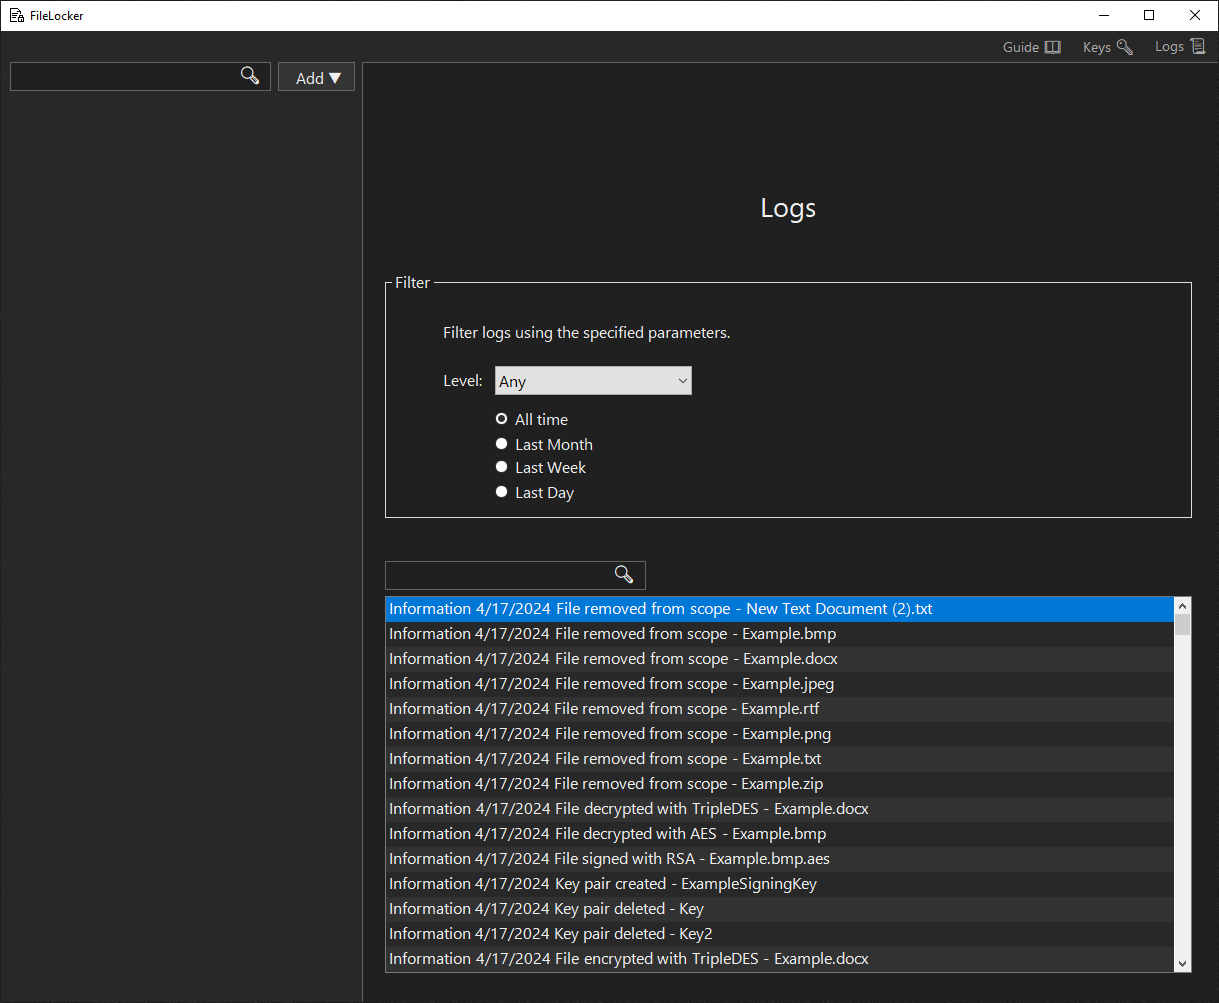 FileLocker
Guide Keys Logs
Add ▼
Logs
Filter
Filter logs using the specified parameters.
Level: Any
All time
Last Month
Last Week
Last Day
Information 4/17/2024 File removed from scope - New Text Document (2).txt
Information 4/17/2024 File removed from scope - Example.bmp
Information 4/17/2024 File removed from scope - Example.docx
Information 4/17/2024 File removed from scope - Example.jpeg
Information 4/17/2024 File removed from scope - Example.rtf
Information 4/17/2024 File removed from scope - Example.png
Information 4/17/2024 File removed from scope - Example.txt
Information 4/17/2024 File removed from scope - Example.zip
Information 4/17/2024 File decrypted with TripleDES - Example.docx
Information 4/17/2024 File decrypted with AES - Example.bmp
Information 4/17/2024 File signed with RSA - Example.bmp.aes
Information 4/17/2024 Key pair created - ExampleSigningKey
Information 4/17/2024 Key pair deleted - Key
Information 4/17/2024 Key pair deleted - Key2
Information 4/17/2024 File encrypted with TripleDES - Example.docx